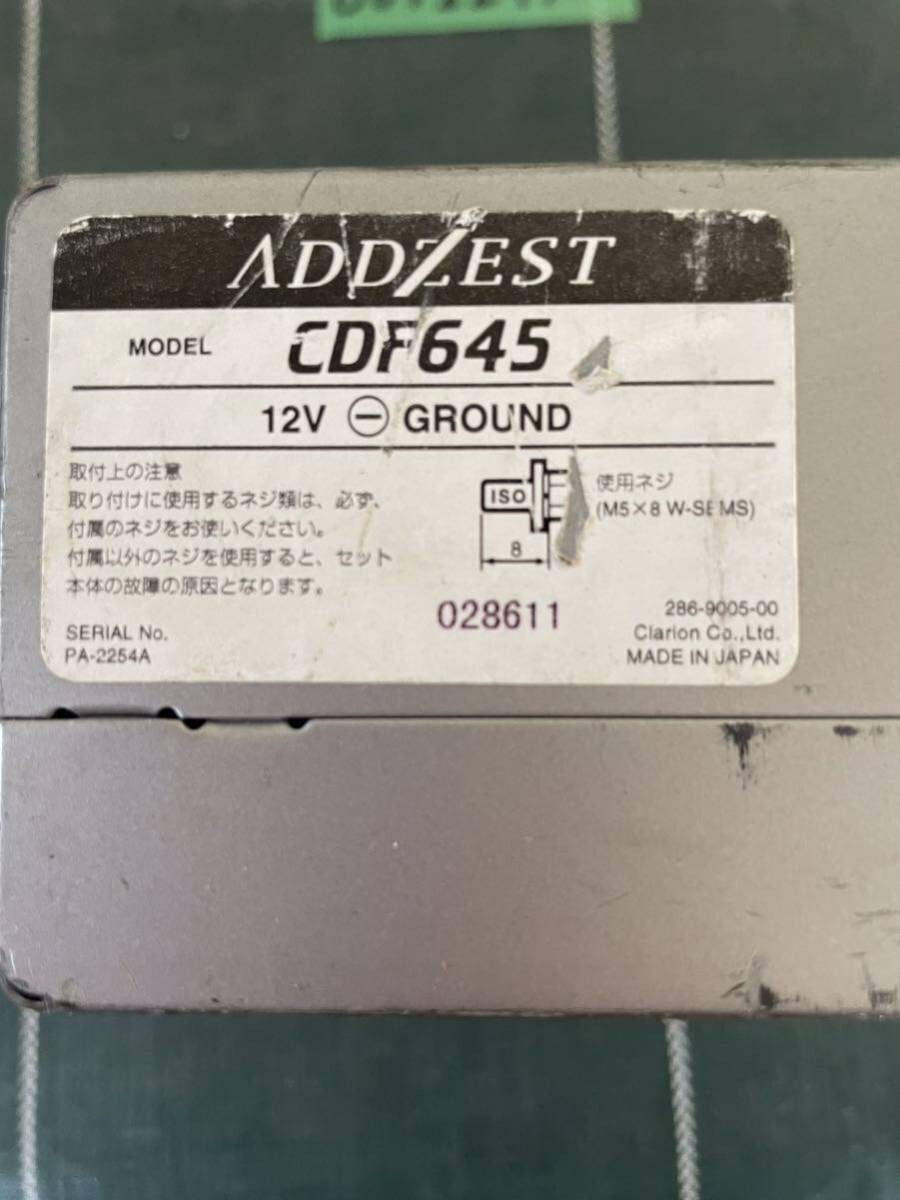 ADDZEST
MODEL CDF645
12V ⊖ GROUND
取付上の注意
取り付けに使用するネジ類は、必ず、
付属のネジをお使いください。
付属以外のネジを使用すると、セット
本体の故障の原因となります。
ISO
8
使用ネジ
(M5×8 W-SEMS)
028611
SERIAL No.
PA-2254A
286-9005-00
Clarion Co.,Ltd.
MADE IN JAPAN